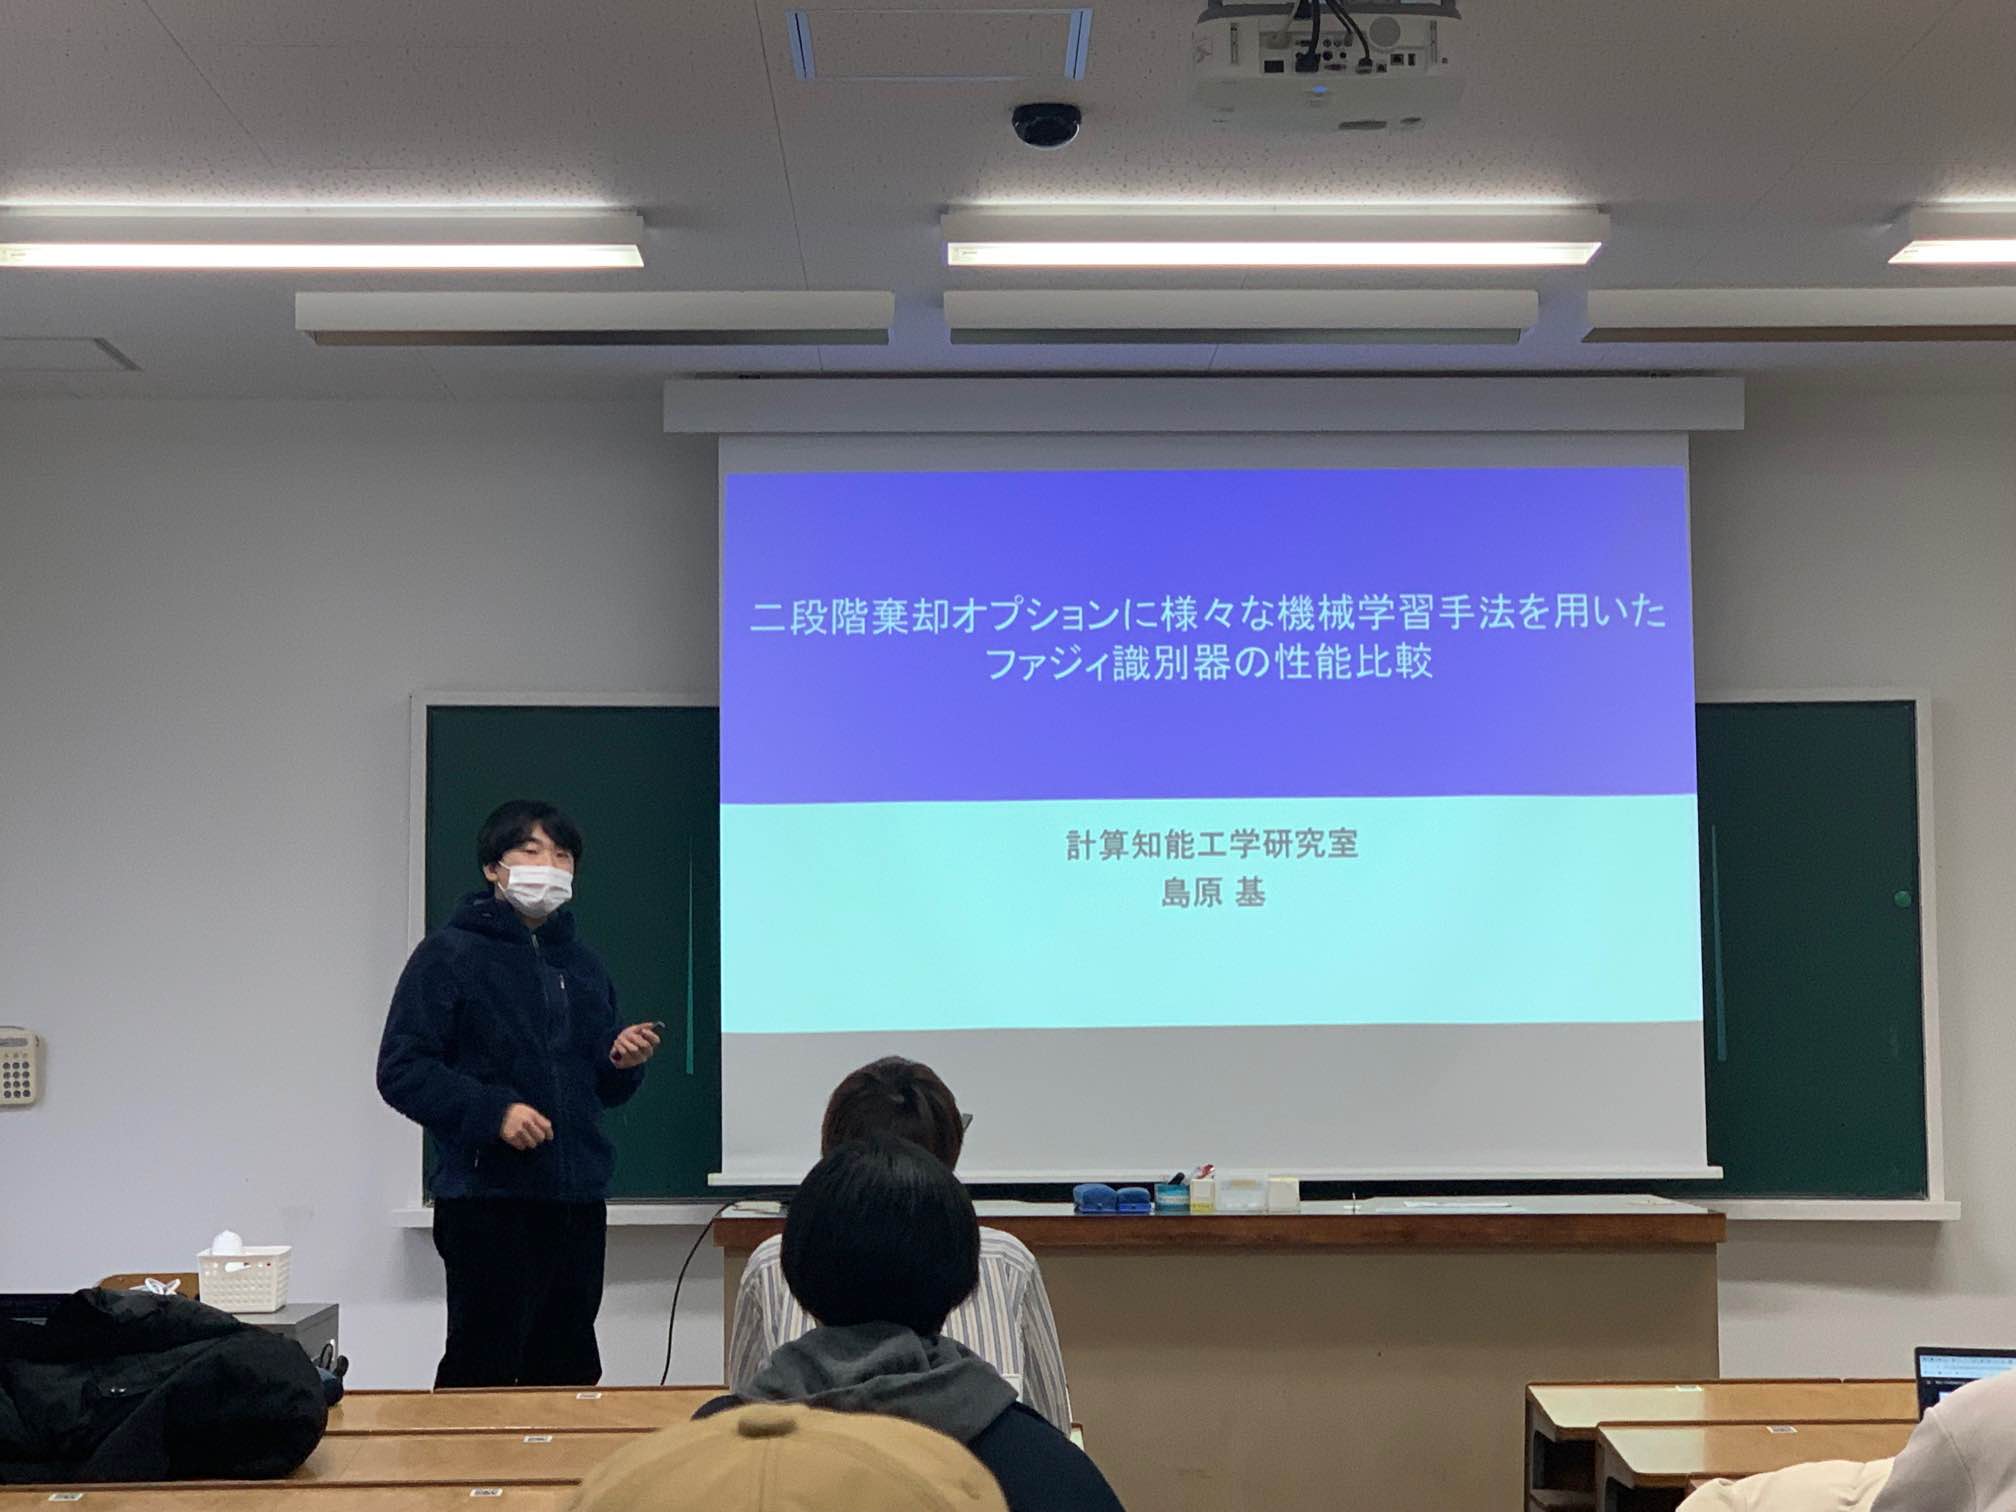 二段階棄却オプションに様々な機械学習手法を用いた
ファジィ識別器の性能比較
計算知能工学研究室
島原 基